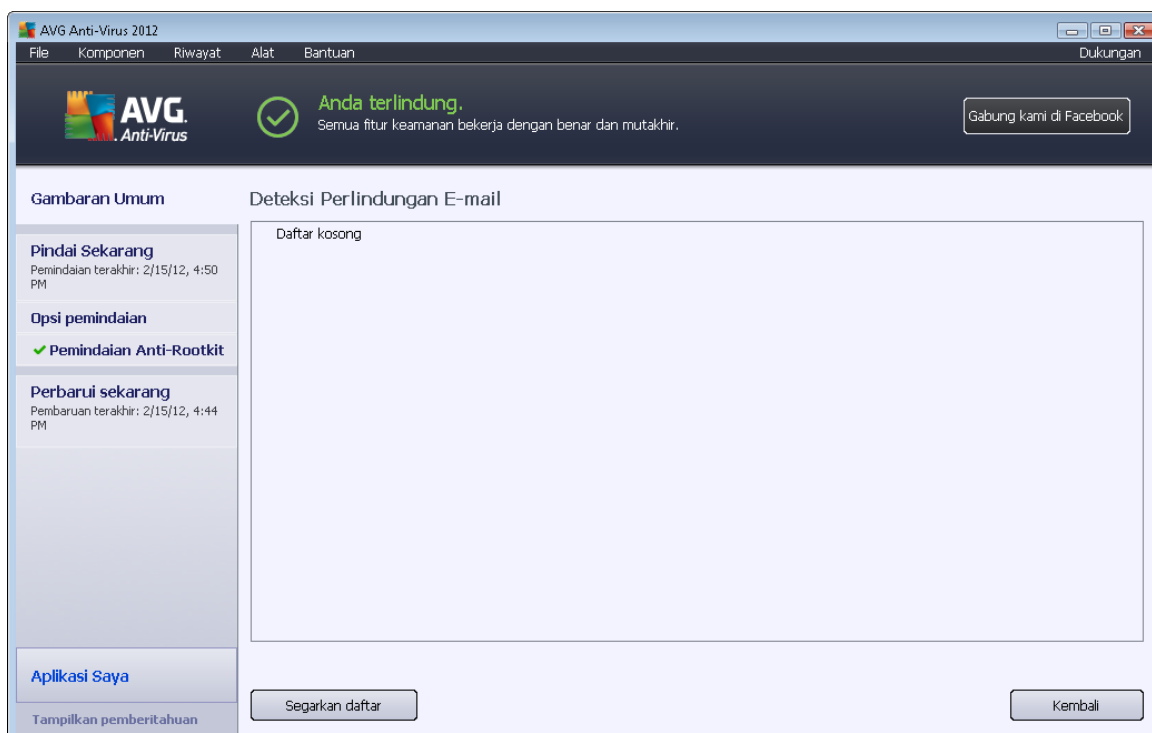 AVG Anti-Virus 2012
File Komponen Riwayat Alat Bantuan Dukungan
AVG.
Anti-Virus
Anda terlindung.
Semua fitur keamanan bekerja dengan benar dan mutakhir.
Gabung kami di Facebook
Gambaran Umum
Pindai Sekarang
Pemindaian terakhir: 2/15/12, 4:50
PM
Opsi pemindaian
Pemindaian Anti-Rootkit
Perbarui sekarang
Pembaruan terakhir: 2/15/12, 4:44
PM
Aplikasi Saya
Tampilkan pemberitahuan
Deteksi Perlindungan E-mail
Daftar kosong
Segarkan daftar
Kembali